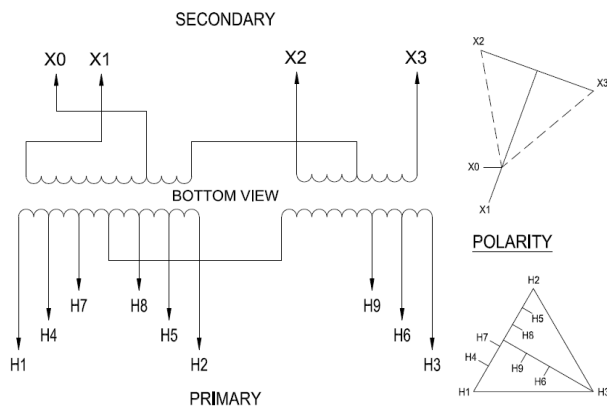 SECONDARY
X0 X1 X2 X3
BOTTOM VIEW
H7 H8 H9
H4 H5 H6
H1 H2 H3
PRIMARY
X2
X3
X0
X1
POLARITY
H2
H5
H8
H7
H4
H9
H6
H1 H3